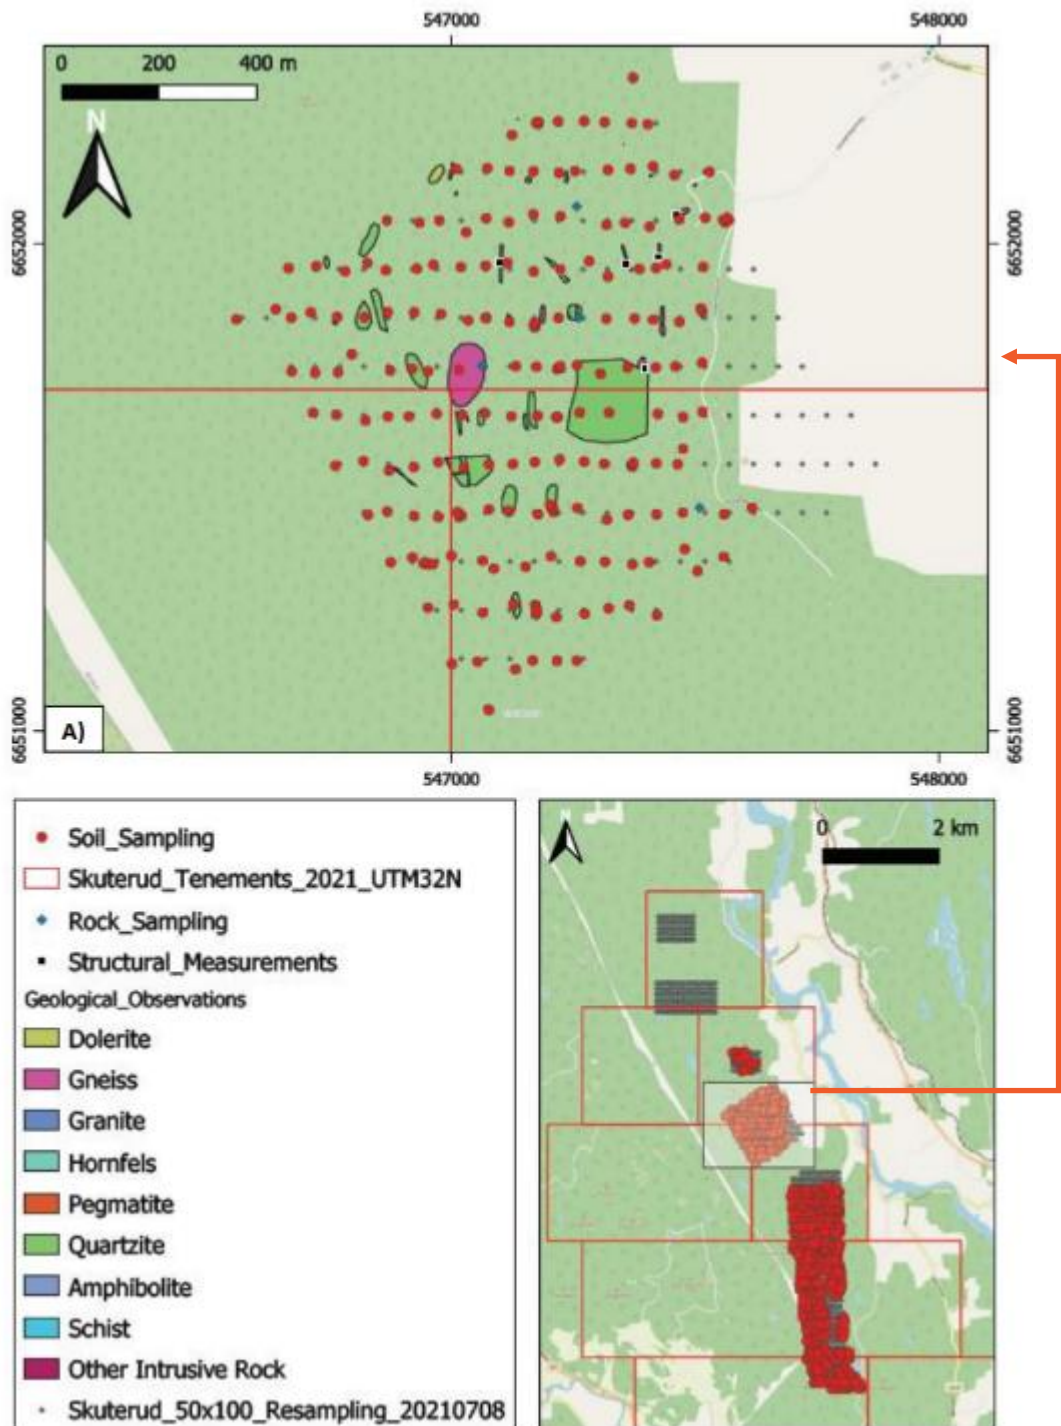 547000 548000
0 200 400 m
N
6652000 6652000
A)
6651000 6651000
547000 548000
Soil_Sampling
Skuterud_Tenements_2021_UTM32N
Rock_Sampling
Structural_Measurements
Geological_Observations
Dolerite
Gneiss
Granite
Hornfels
Pegmatite
Quartzite
Amphibolite
Schist
Other Intrusive Rock
Skuterud_50x100_Resampling_20210708
N
0 2 km